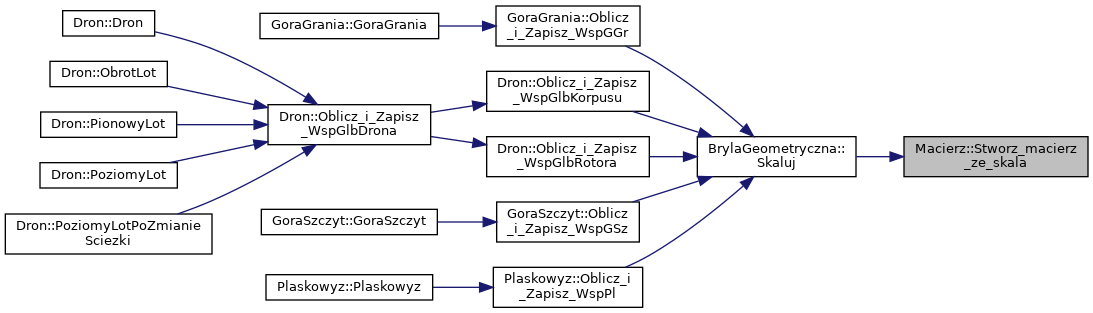 Dron::Dron
Dron::ObrotLot
Dron::PionowyLot
Dron::PoziomyLot
Dron::PoziomyLotPoZmianie
Sciezki
GoraGrania::GoraGrania
Dron::Oblicz_i_Zapisz
_WspGlbDrona
GoraSzczyt::GoraSzczyt
Plaskowyz::Plaskowyz
GoraGrania::Oblicz
_i_Zapisz_WspGGr
Dron::Oblicz_i_Zapisz
_WspGlbKorpusu
Dron::Oblicz_i_Zapisz
_WspGlbRotora
GoraSzczyt::Oblicz
_i_Zapisz_WspGSz
Plaskowyz::Oblicz_i
_Zapisz_WspPl
BrylaGeometryczna::
Skaluj
Macierz::Stworz_macierz
_ze_skala